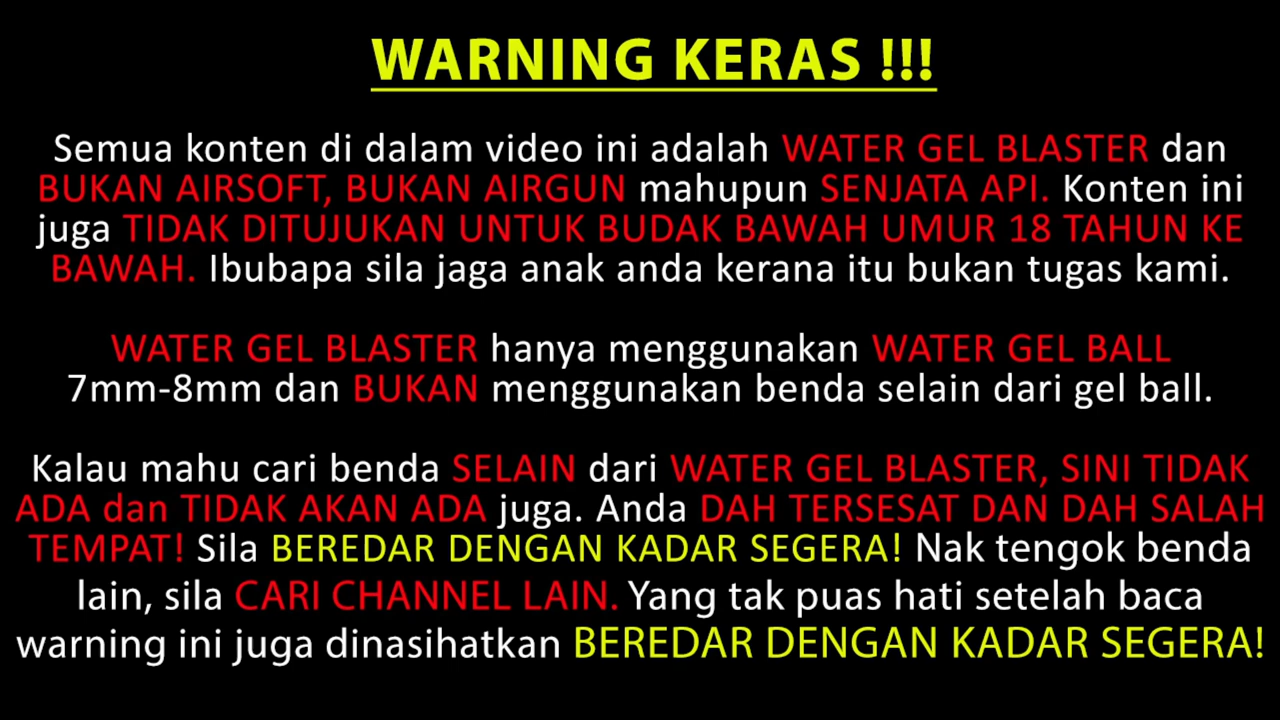 WARNING KERAS !!!
Semua konten di dalam video ini adalah WATER GEL BLASTER dan
BUKAN AIRSOFT, BUKAN AIRGUN mahupun SENJATA API. Konten ini
juga TIDAK DITUJUKAN UNTUK BUDAK BAWAH UMUR 18 TAHUN KE
BAWAH. Ibubapa sila jaga anak anda kerana itu bukan tugas kami.
WATER GEL BLASTER hanya menggunakan WATER GEL BALL
7mm-8mm dan BUKAN menggunakan benda selain dari gel ball.
Kalau mahu cari benda SELAIN dari WATER GEL BLASTER, SINI TIDAK
ADA dan TIDAK AKAN ADA juga. Anda DAH TERSESAT DAN DAH SALAH
TEMPAT! Sila BEREDAR DENGAN KADAR SEGERA! Nak tengok benda
lain, sila CARI CHANNEL LAIN. Yang tak puas hati setelah baca
warning ini juga dinasihatkan BEREDAR DENGAN KADAR SEGERA!